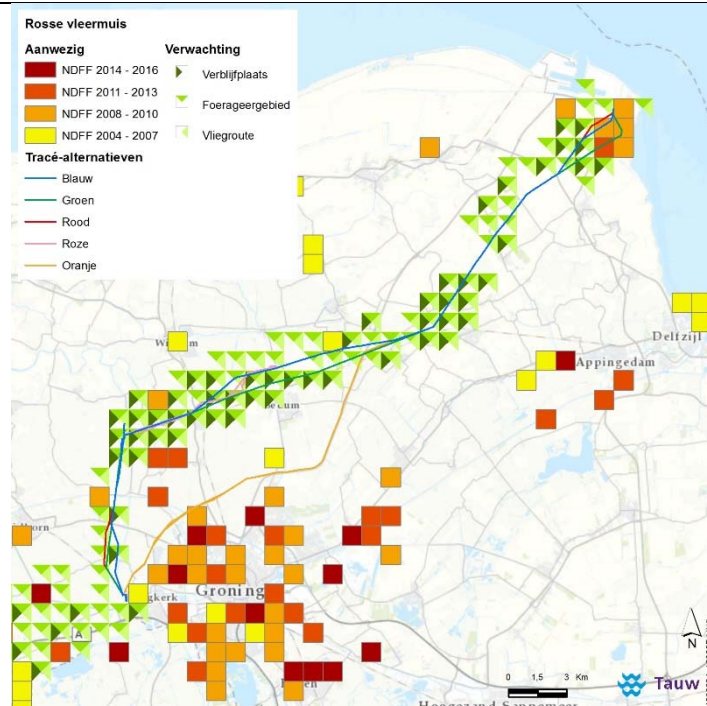 Rosse vleermuis
Aanwezig
NDFF 2014 - 2016
NDFF 2011 - 2013
NDFF 2008 - 2010
NDFF 2004 - 2007
Verwachting
Verblijfplaats
Foerageergebied
Vliegroute
Tracé-alternatieven
Blauw
Groen
Rood
Roze
Oranje
Delfzijl
Appingedam
Groning
A
N
0 1,5 3 Km
Tauw